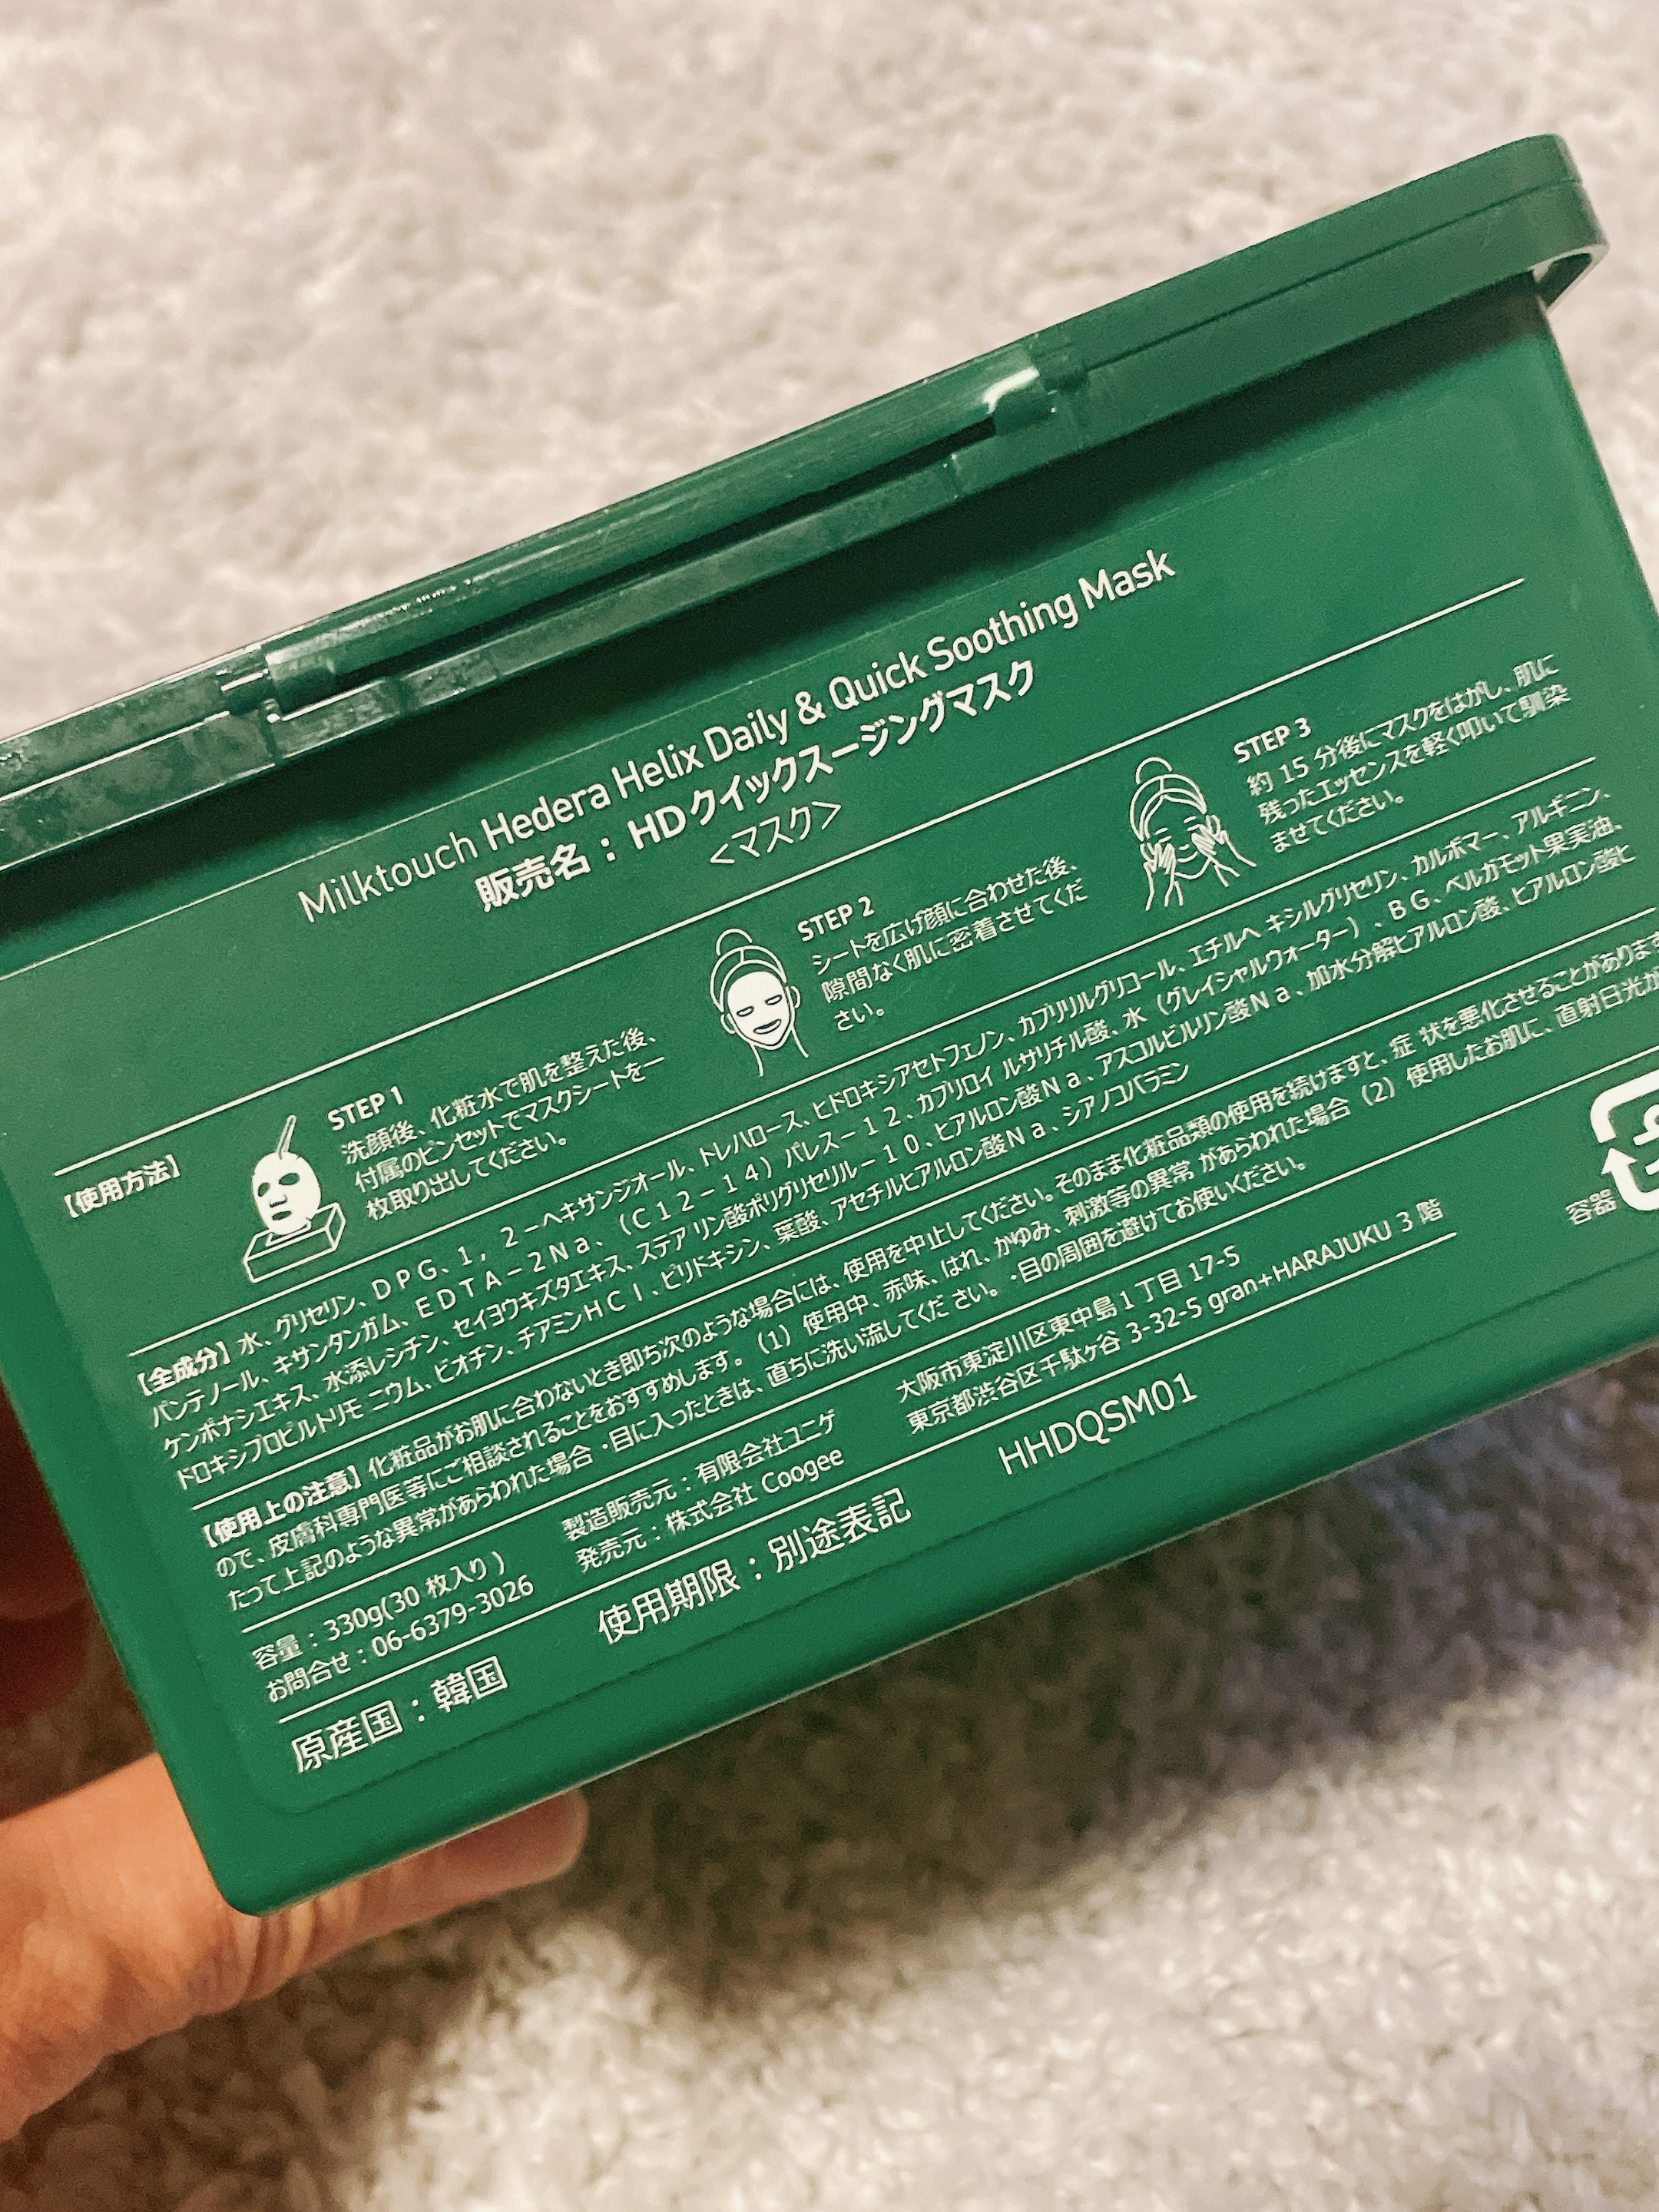 Milktouch Hedera Helix Daily & Quick Soothing Mask
販売名：HDクイックスージングマスク
<マスク>
【使用方法】
STEP 1
洗顔後、化粧水で肌を整えた後、
付属のピンセットでマスクシートを一
枚取り出してください。
STEP 2
シートを広げ顔に合わせた後、
隙間なく肌に密着させてくだ
さい。
STEP 3
約 15 分後にマスクをはがし、肌に
残ったエッセンスを軽く叩いて馴染
ませてください。
【全成分】水、グリセリン、ＤＰＧ、１，２－ヘキサンジオール、トレハロース、ヒドロキシアセトフェノン、カプリリルグリコール、エチルヘ キシルグリセリン、カルボマー、アルギニン、
パンテノール、キサンタンガム、ＥＤＴＡ－２Ｎａ、（Ｃ１２－１４）パレス－１２、カプリロイ ルサリチル酸、水（グレイシャルウォーター）、ＢＧ、ベルガモット果実油、
ケンポナシエキス、水添レシチン、セイヨウキズタエキス、ステア リン酸ポリグリセリル－１０、ヒアルロン酸Ｎａ、アスコルビルリン酸Ｎａ、加水分解ヒアルロン酸、ヒアルロン酸ヒ
ドロキシプロピルトリモ ニウム、ビオチン、チアミンＨＣｌ、ピリドキシン、葉酸、アセチルヒアルロン酸Ｎａ、シアノコバラミン
【使用上の注意】化粧品がお肌に合わないとき即ち次のような場合には、使用を中止してください。そのまま化粧品類の使用を続けますと、症 状を悪化させることがあります
ので、皮膚科専門医等にご相談されることをおすすめします。（1）使用中、赤味、はれ、かゆみ、刺激等の異常 があらわれた場合（2）使用したお肌に、直射日光が
たって上記のような異常があらわれた場合 ・目に入ったときは、直ちに洗い流してくだ さい。・目の周囲を避けてお使いください。
容量：330g(30 枚入り )
お問合せ：06-6379-3026
製造販売元：有限会社ユニゲ
発売元：株式会社 Coogee
大阪市東淀川区東中島 1 丁目 17-5
東京都渋谷区千駄ヶ谷 3-32-5 gran+HARAJUKU 3 階
容器
原産国：韓国
使用期限：別途表記
HHDQSM01